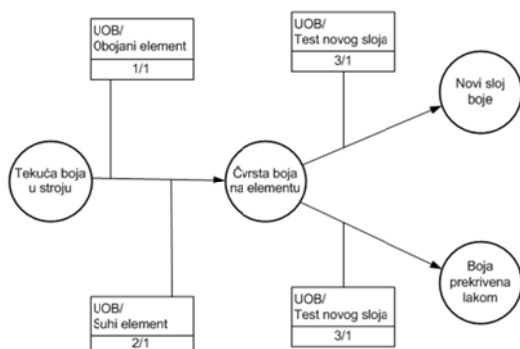 UOB/
Obojani element
1/1
UOB/
Test novog sloja
3/1
Novi sloj
boje
Tekuća boja
u stroju
Čvrsta boja
na elementu
Boja
prekrivena
lakom
UOB/
Suhi element
2/1
UOB/
Test novog sloja
3/1